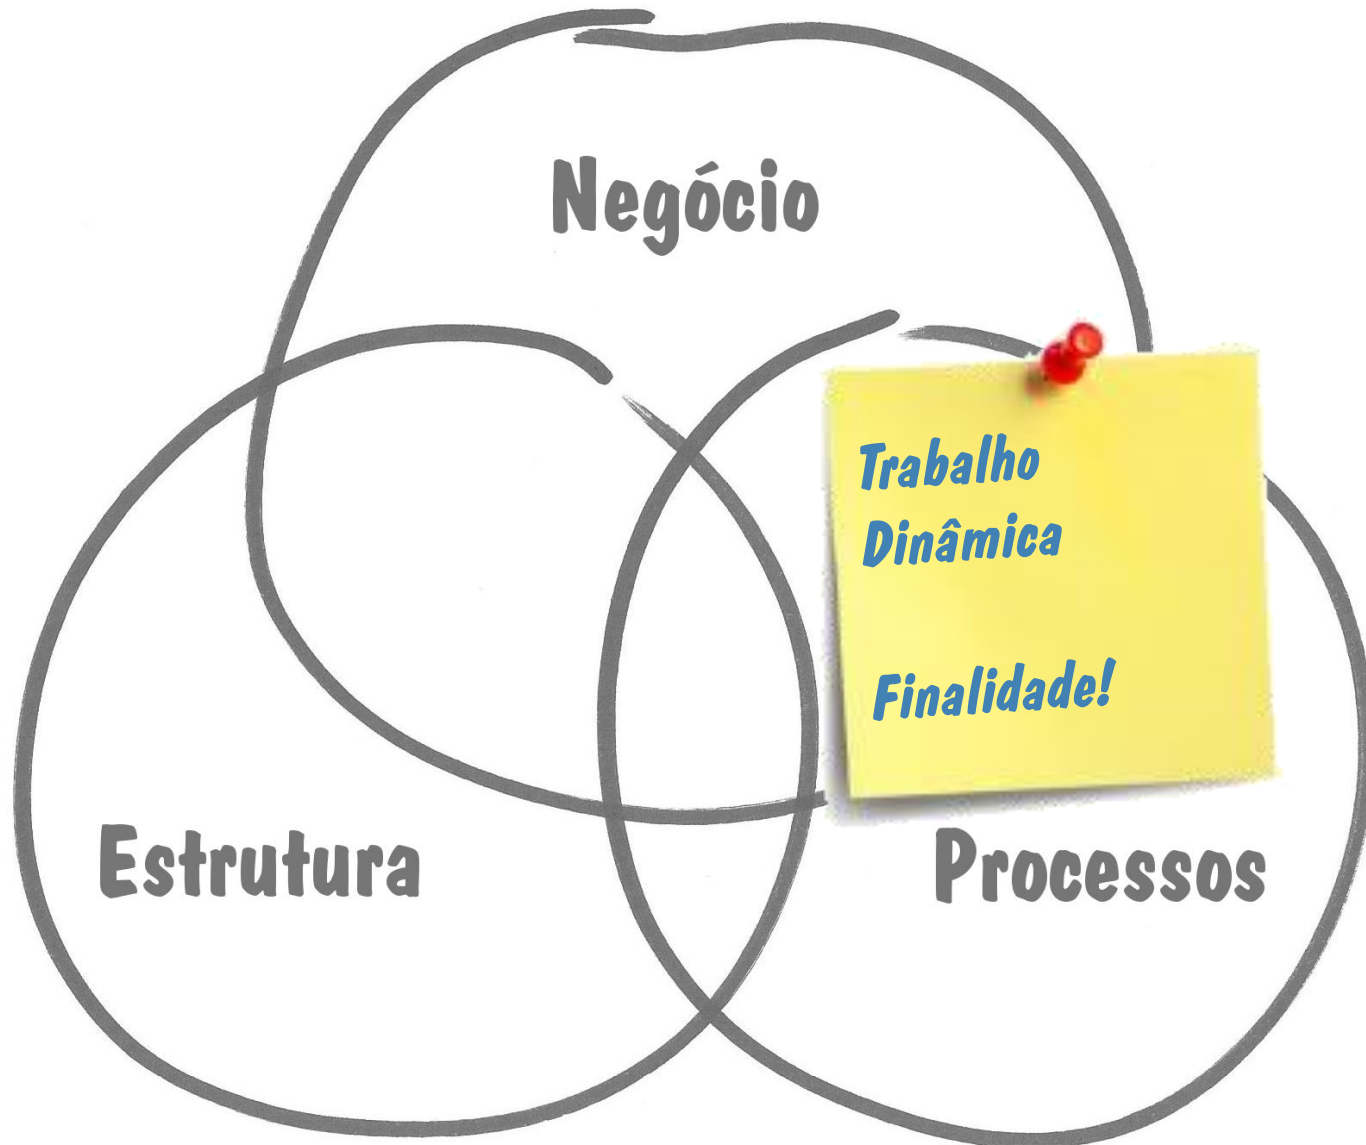 Negócio
Trabalho
Dinâmica
Finalidade!
Estrutura
Processos